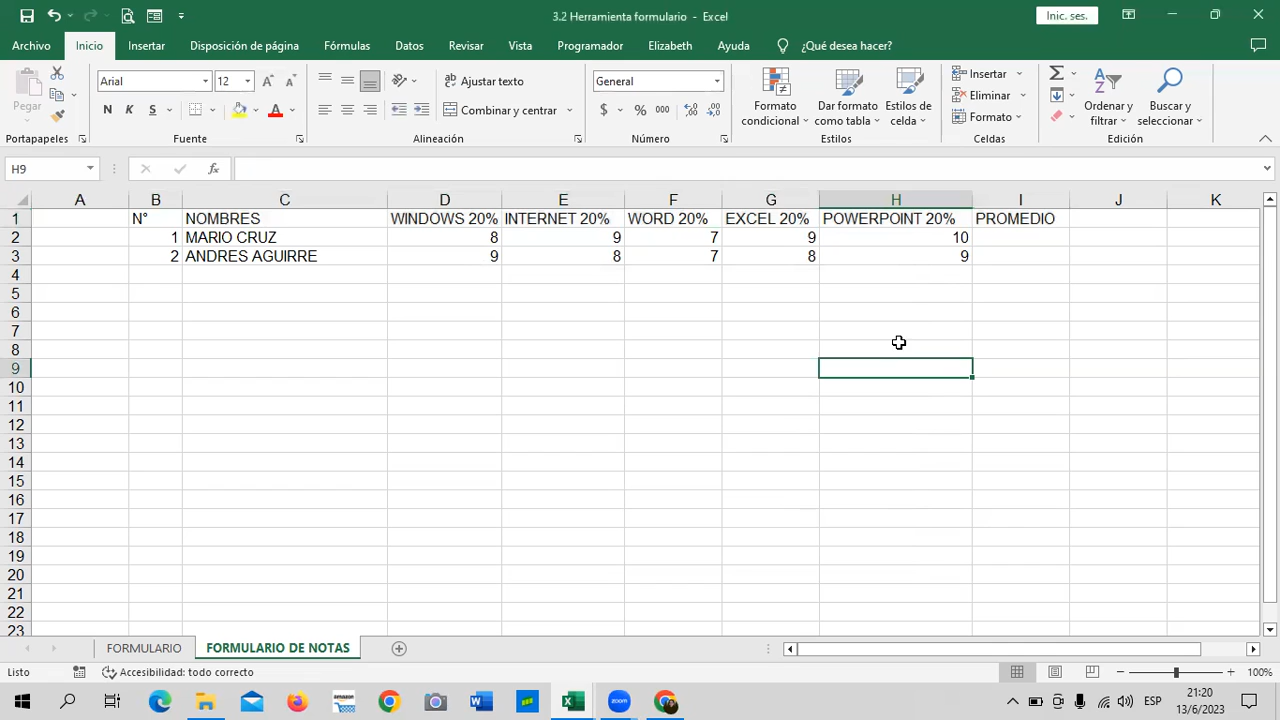 3.2 Herramienta formulario - Excel
Inic. ses.
Archivo Inicio Insertar Disposición de página Fórmulas Datos Revisar Vista Programador Elizabeth Ayuda ¿Qué desea hacer?
Pegar
Arial 12
N K S
Ajustar texto
Combinar y centrar
General
$ % 000
Formato condicional
Dar formato como tabla
Estilos de celda
Insertar
Eliminar
Formato
Ordenar y filtrar
Buscar y seleccionar
Portapapeles Fuente Alineación Número Estilos Celdas Edición
H9 fx
A B C D E F G H I J K
1 N° NOMBRES WINDOWS 20% INTERNET 20% WORD 20% EXCEL 20% POWERPOINT 20% PROMEDIO
2 1 MARIO CRUZ 8 9 7 9 10
3 2 ANDRES AGUIRRE 9 8 7 8 9
4
5
6
7
8
9
10
11
12
13
14
15
16
17
18
19
20
21
22
23
FORMULARIO FORMULARIO DE NOTAS
Listo Accesibilidad: todo correcto 100%
ESP
21:20
13/6/2023